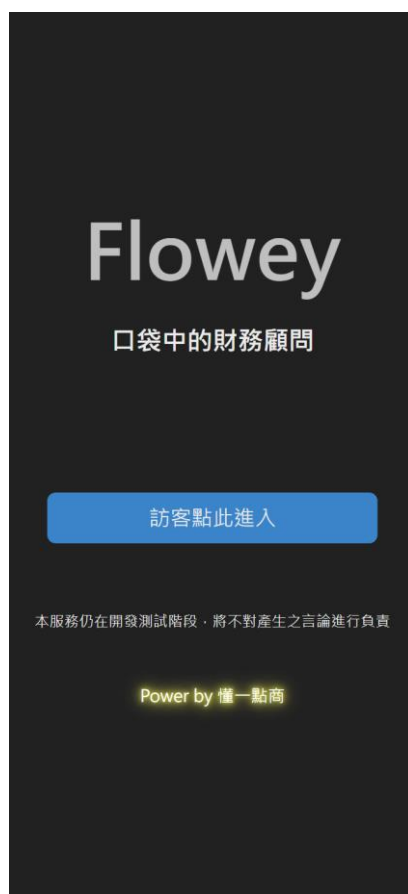 Flowey
口袋中的財務顧問
訪客點此進入
本服務仍在開發測試階段，將不對產生之言論進行負責
Power by 懂一點商